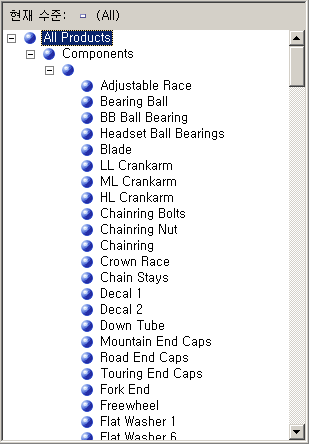 현재 수준: (All)
All Products
Components
Adjustable Race
Bearing Ball
BB Ball Bearing
Headset Ball Bearings
Blade
LL Crankarm
ML Crankarm
HL Crankarm
Chainring Bolts
Chainring Nut
Chainring
Crown Race
Chain Stays
Decal 1
Decal 2
Down Tube
Mountain End Caps
Road End Caps
Touring End Caps
Fork End
Freewheel
Flat Washer 1
Flat Washer 6